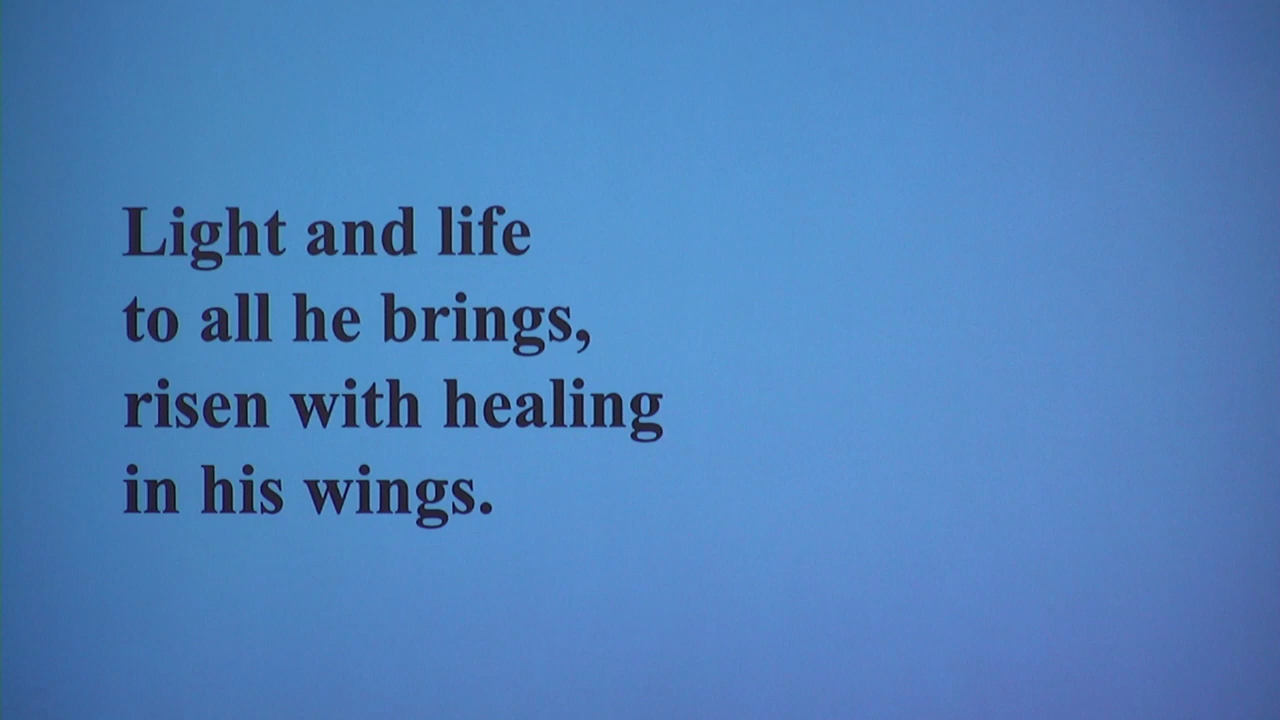 Light and life
to all he brings,
risen with healing
in his wings.